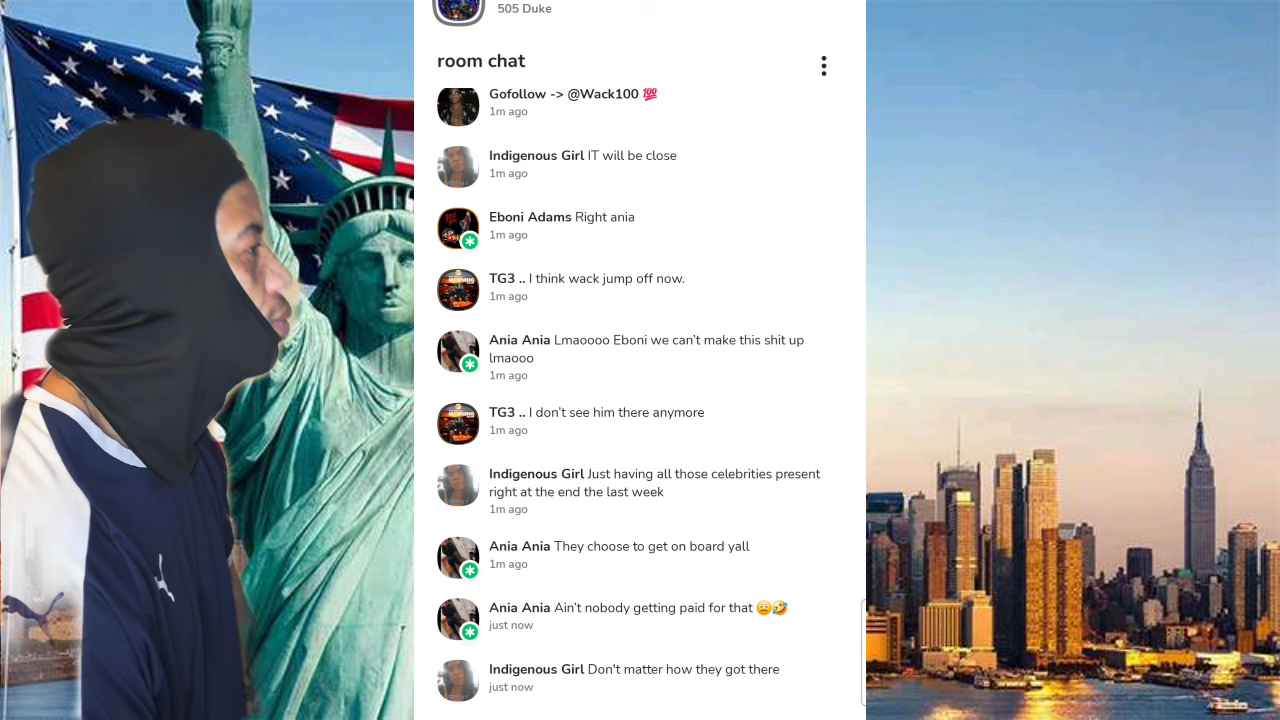 505 Duke
room chat
Gofollow -> @Wack100 💯
1m ago
Indigenous Girl IT will be close
1m ago
Eboni Adams Right ania
1m ago
TG3 .. I think wack jump off now.
1m ago
Ania Ania Lmaoooo Eboni we can't make this shit up
lmaooo
1m ago
TG3 .. I don't see him there anymore
1m ago
Indigenous Girl Just having all those celebrities present
right at the end the last week
1m ago
Ania Ania They choose to get on board yall
1m ago
Ania Ania Ain't nobody getting paid for that 😩🤣
just now
Indigenous Girl Don't matter how they got there
just now